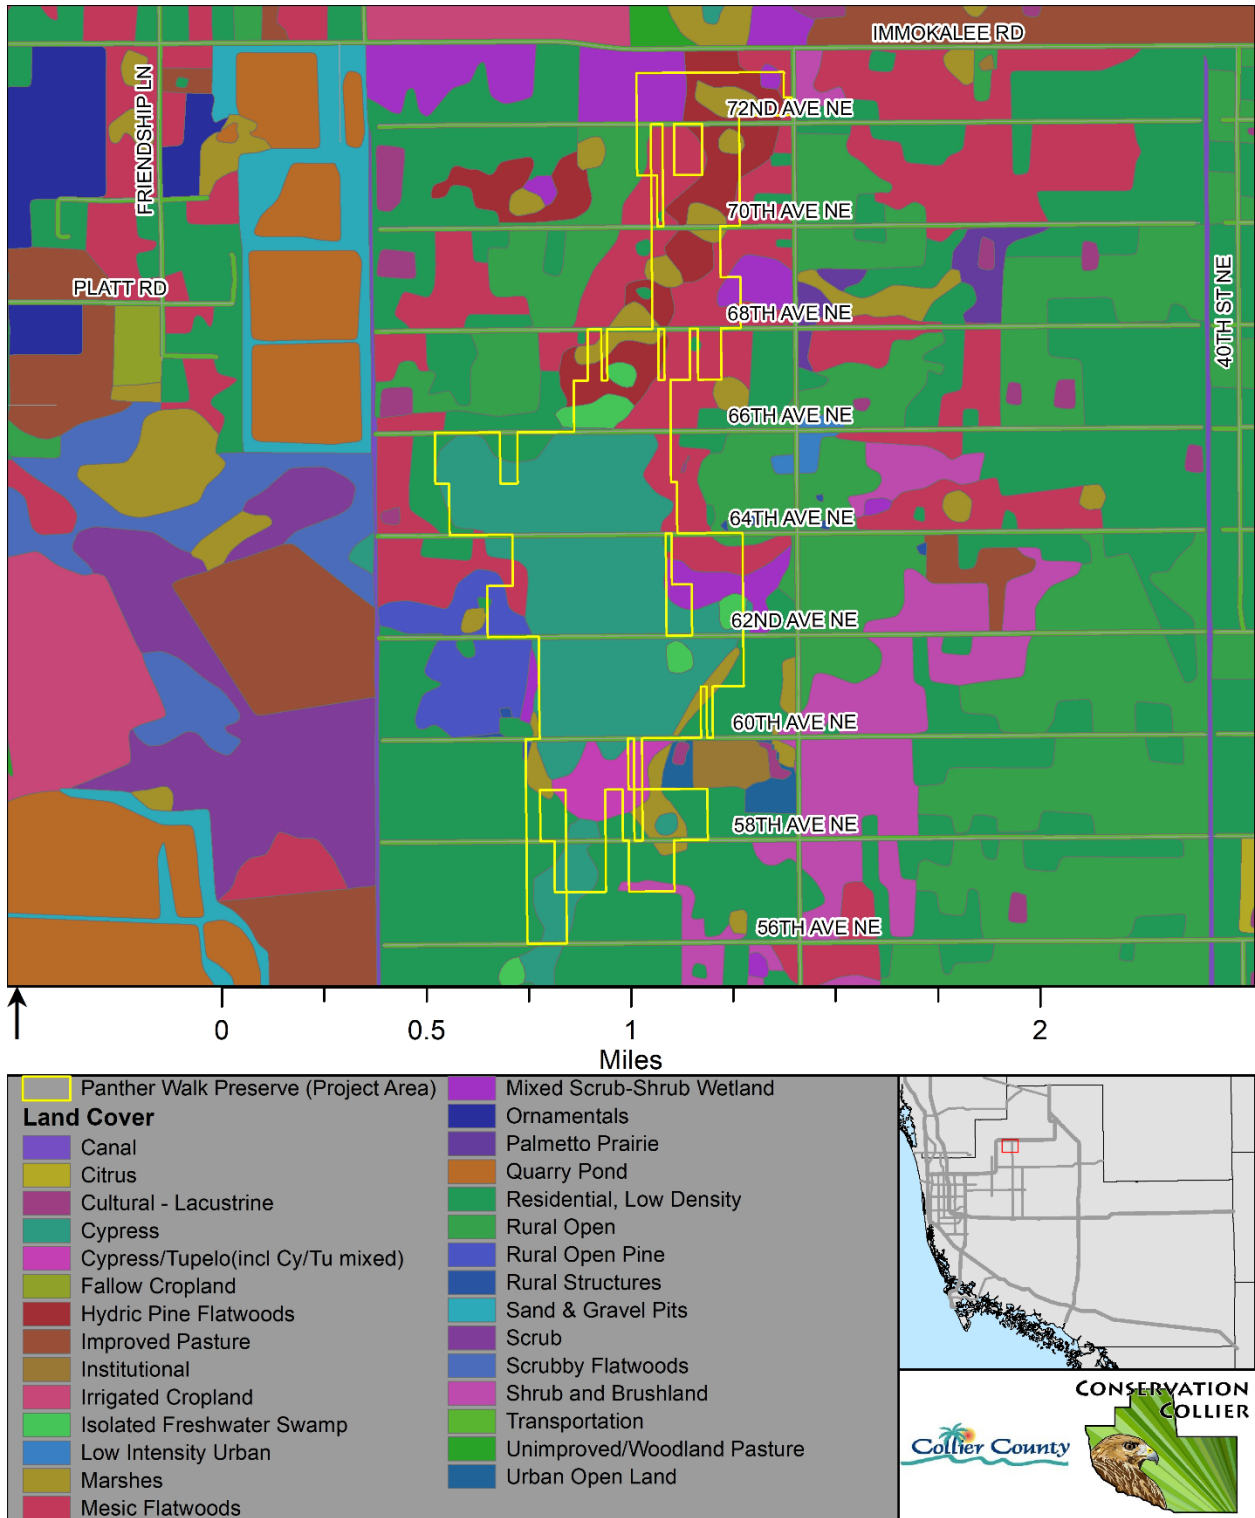 IMMOKALEE RD
FRIENDSHIP LN
72ND AVE NE
70TH AVE NE
PLATT RD
68TH AVE NE
40TH ST NE
66TH AVE NE
64TH AVE NE
62ND AVE NE
60TH AVE NE
58TH AVE NE
56TH AVE NE
0 0.5 1 2
Miles
Panther Walk Preserve (Project Area)
Land Cover
Canal
Citrus
Cultural - Lacustrine
Cypress
Cypress/Tupelo(incl Cy/Tu mixed)
Fallow Cropland
Hydric Pine Flatwoods
Improved Pasture
Institutional
Irrigated Cropland
Isolated Freshwater Swamp
Low Intensity Urban
Marshes
Mesic Flatwoods
Mixed Scrub-Shrub Wetland
Ornamentals
Palmetto Prairie
Quarry Pond
Residential, Low Density
Rural Open
Rural Open Pine
Rural Structures
Sand & Gravel Pits
Scrub
Scrubby Flatwoods
Shrub and Brushland
Transportation
Unimproved/Woodland Pasture
Urban Open Land
Collier County
CONSERVATION
COLLIER